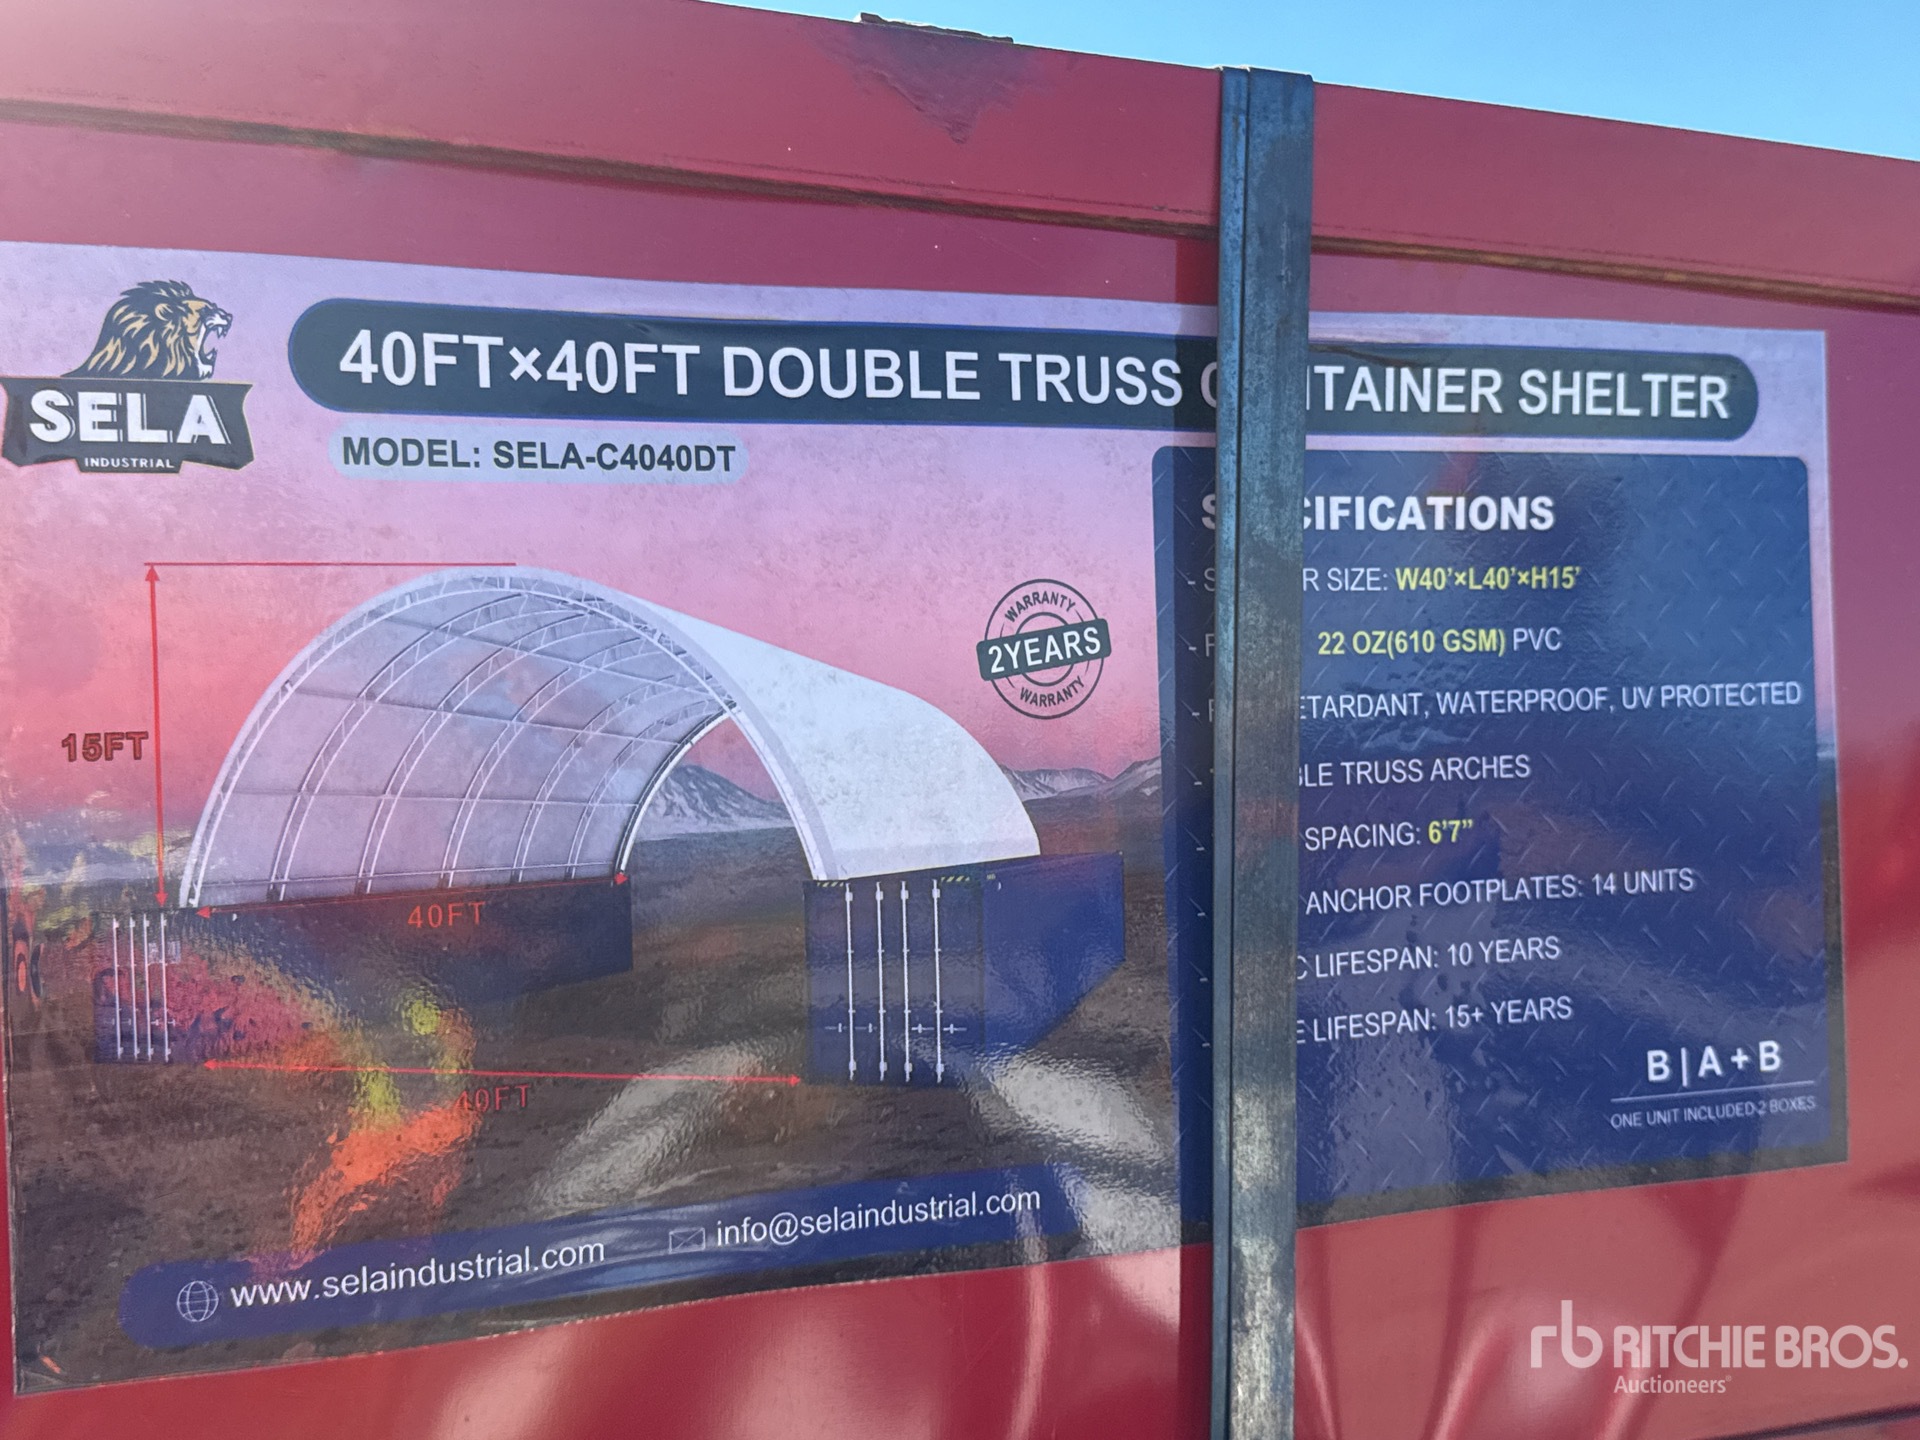 SELA
INDUSTRIAL
40FT×40FT DOUBLE TRUSS C NTAINER SHELTER
MODEL: SELA-C4040DT
15FT
40FT
40FT
WARRANTY
2YEARS
WARRANTY
S CIFICATIONS
- S R SIZE: W40'×L40'×H15'
- F 22 OZ(610 GSM) PVC
- F ETARDANT, WATERPROOF, UV PROTECTED
- LE TRUSS ARCHES
- SPACING: 6'7"
- ANCHOR FOOTPLATES: 14 UNITS
- C LIFESPAN: 10 YEARS
- E LIFESPAN: 15+ YEARS
B | A + B
ONE UNIT INCLUDED 2 BOXES
www.selaindustrial.com
info@selaindustrial.com
rb RITCHIE BROS.
Auctioneers